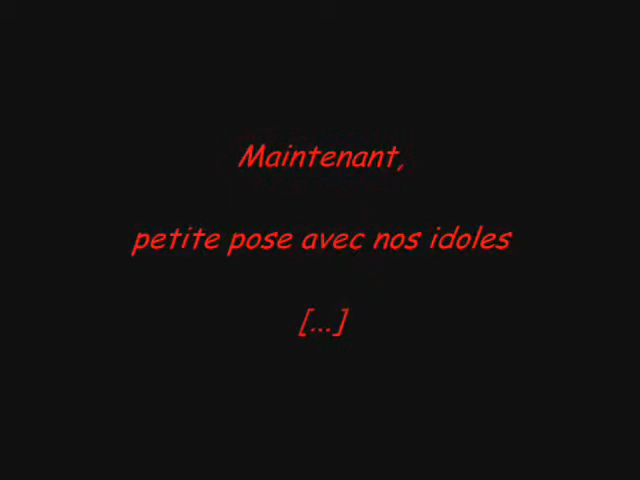 Maintenant,
petite pose avec nos idoles
[...]